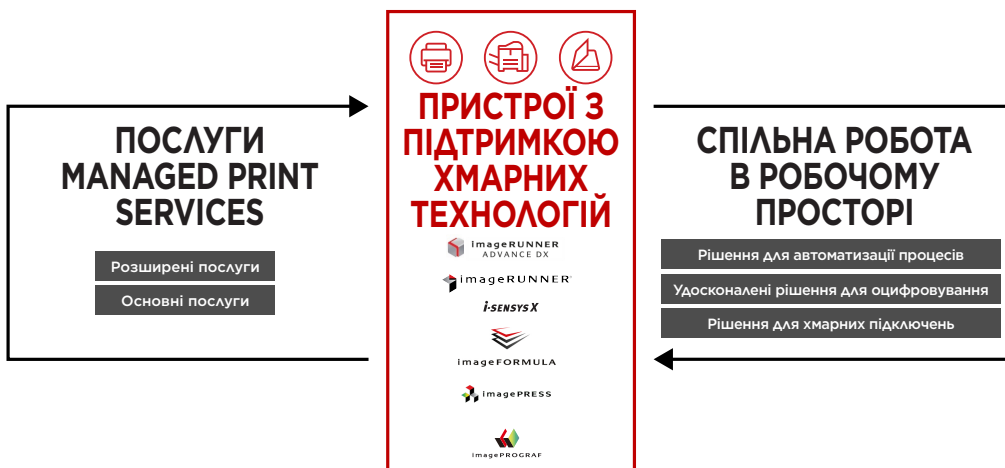 ПОСЛУГИ
MANAGED PRINT
SERVICES
Розширені послуги
Основні послуги
ПРИСТРОЇ З
ПІДТРИМКОЮ
ХМАРНИХ
ТЕХНОЛОГІЙ
imageRUNNER
ADVANCE DX
imageRUNNER
i-SENSYS X
imageFORMULA
imagePRESS
imagePROGRAF
СПІЛЬНА РОБОТА
В РОБОЧОМУ
ПРОСТОРІ
Рішення для автоматизації процесів
Удосконалені рішення для оцифровування
Рішення для хмарних підключень